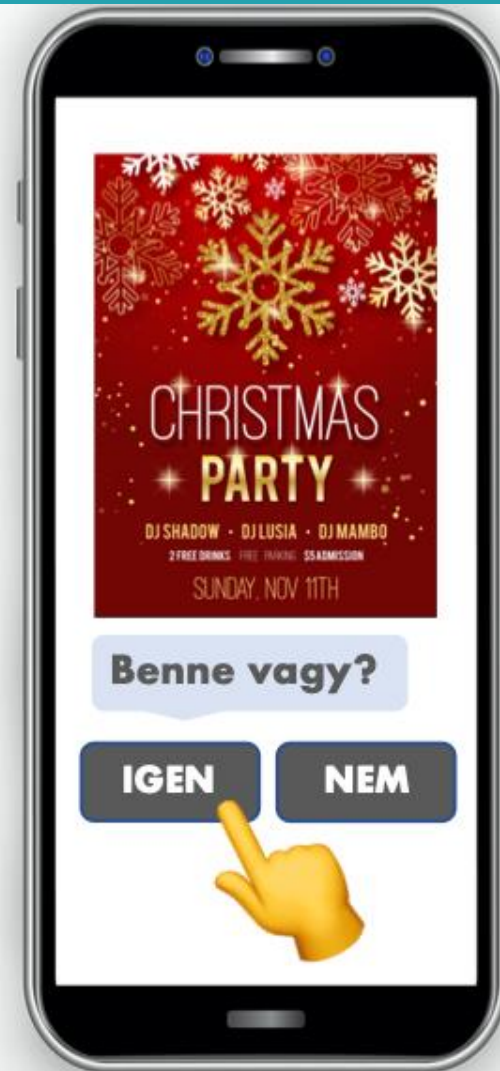 CHRISTMAS
PARTY
DJ SHADOW • DJ LUSIA • DJ MAMBO
2 FREE DRINKS FREE PARKING $5 ADMISSION
SUNDAY, NOV 11TH
Benne vagy?
IGEN NEM